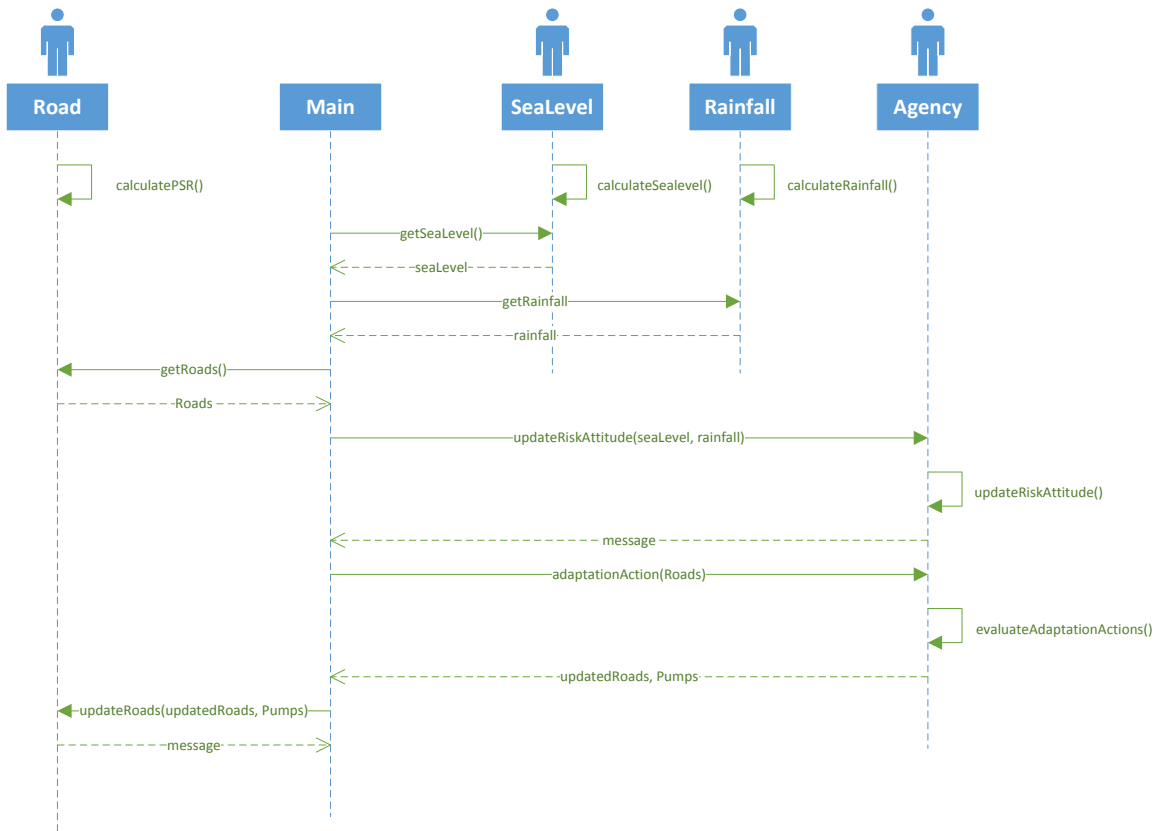 Road
Main
SeaLevel
Rainfall
Agency
calculatePSR()
calculateSealevel()
calculateRainfall()
getSeaLevel()
seaLevel
getRainfall
rainfall
getRoads()
Roads
updateRiskAttitude(seaLevel, rainfall)
updateRiskAttitude()
message
adaptationAction(Roads)
evaluateAdaptationActions()
updatedRoads, Pumps
updateRoads(updatedRoads, Pumps)
message